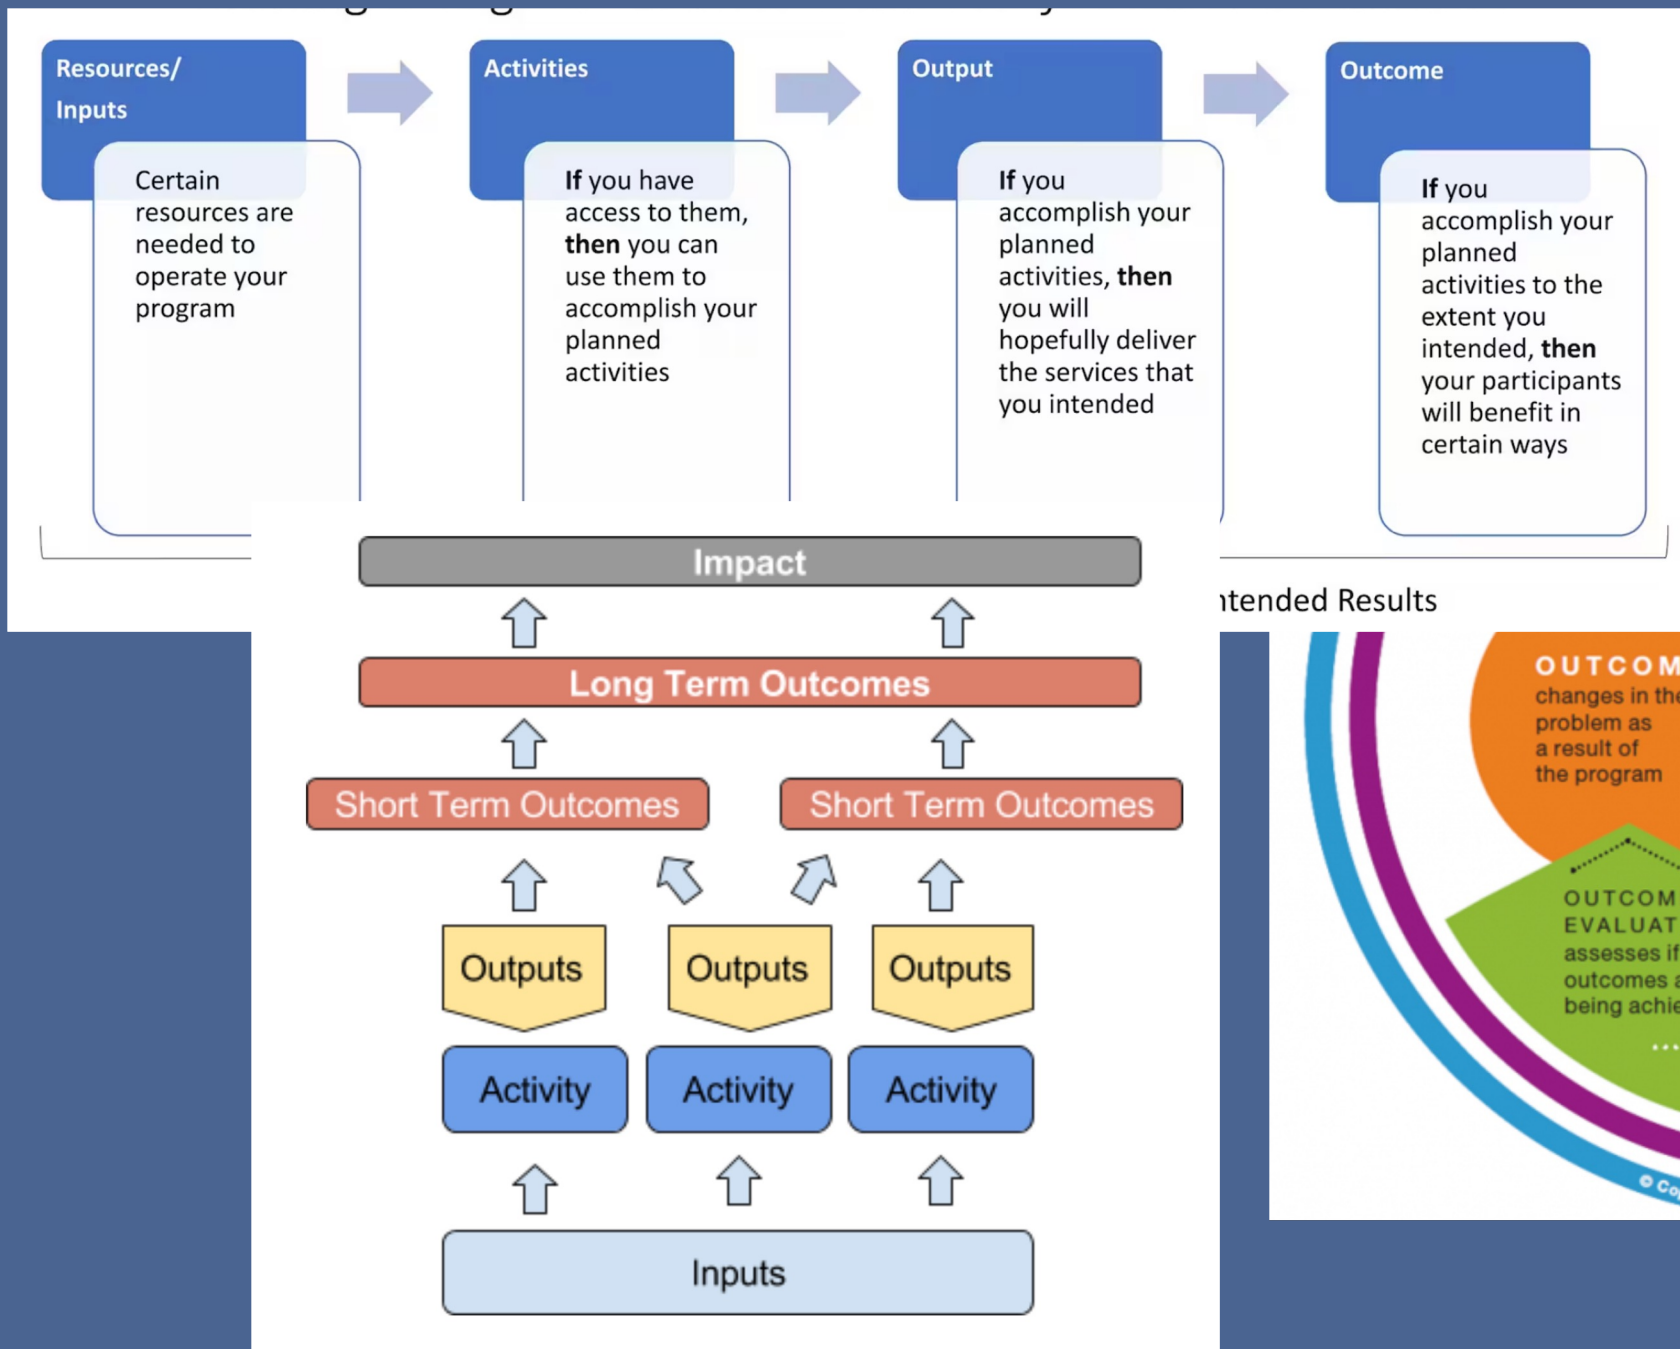 Resources/
Inputs
Certain
resources are
needed to
operate your
program
Activities
If you have
access to them,
then you can
use them to
accomplish your
planned
activities
Output
If you
accomplish your
planned
activities, then
you will
hopefully deliver
the services that
you intended
Outcome
If you
accomplish your
planned
activities to the
extent you
intended, then
your participants
will benefit in
certain ways
Results
Impact
Long Term Outcomes
Short Term Outcomes Short Term Outcomes
Outputs Outputs Outputs
Activity Activity Activity
Inputs
changes in the
problem as
a result of
the program
assesses if
outcomes
being
©